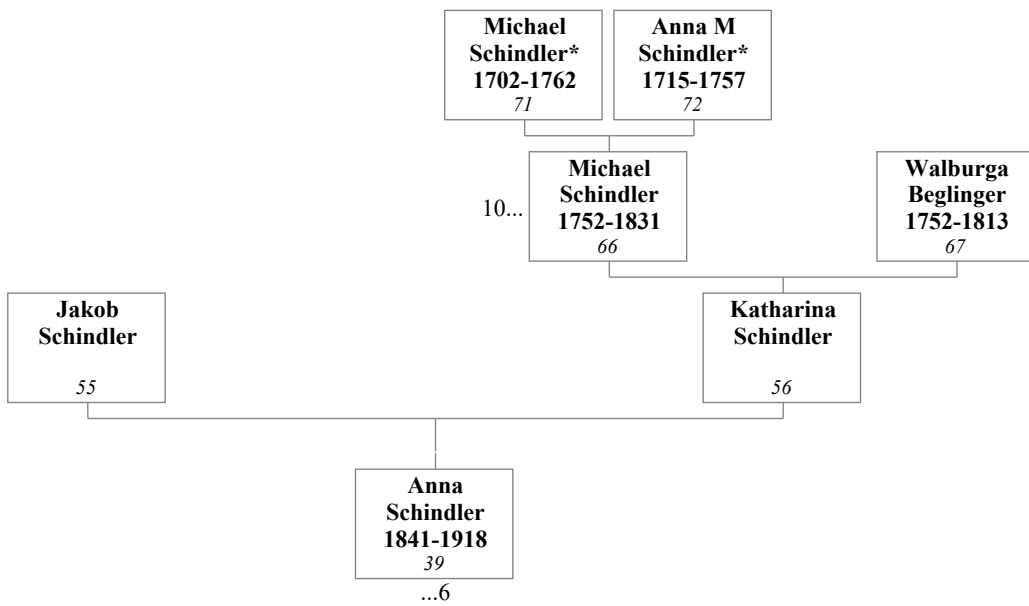 Michael
Schindler*
1702-1762
71
Anna M
Schindler*
1715-1757
72
10...
Michael
Schindler
1752-1831
66
Walburga
Beglinger
1752-1813
67
Jakob
Schindler
55
Katharina
Schindler
56
Anna
Schindler
1841-1918
39
...6